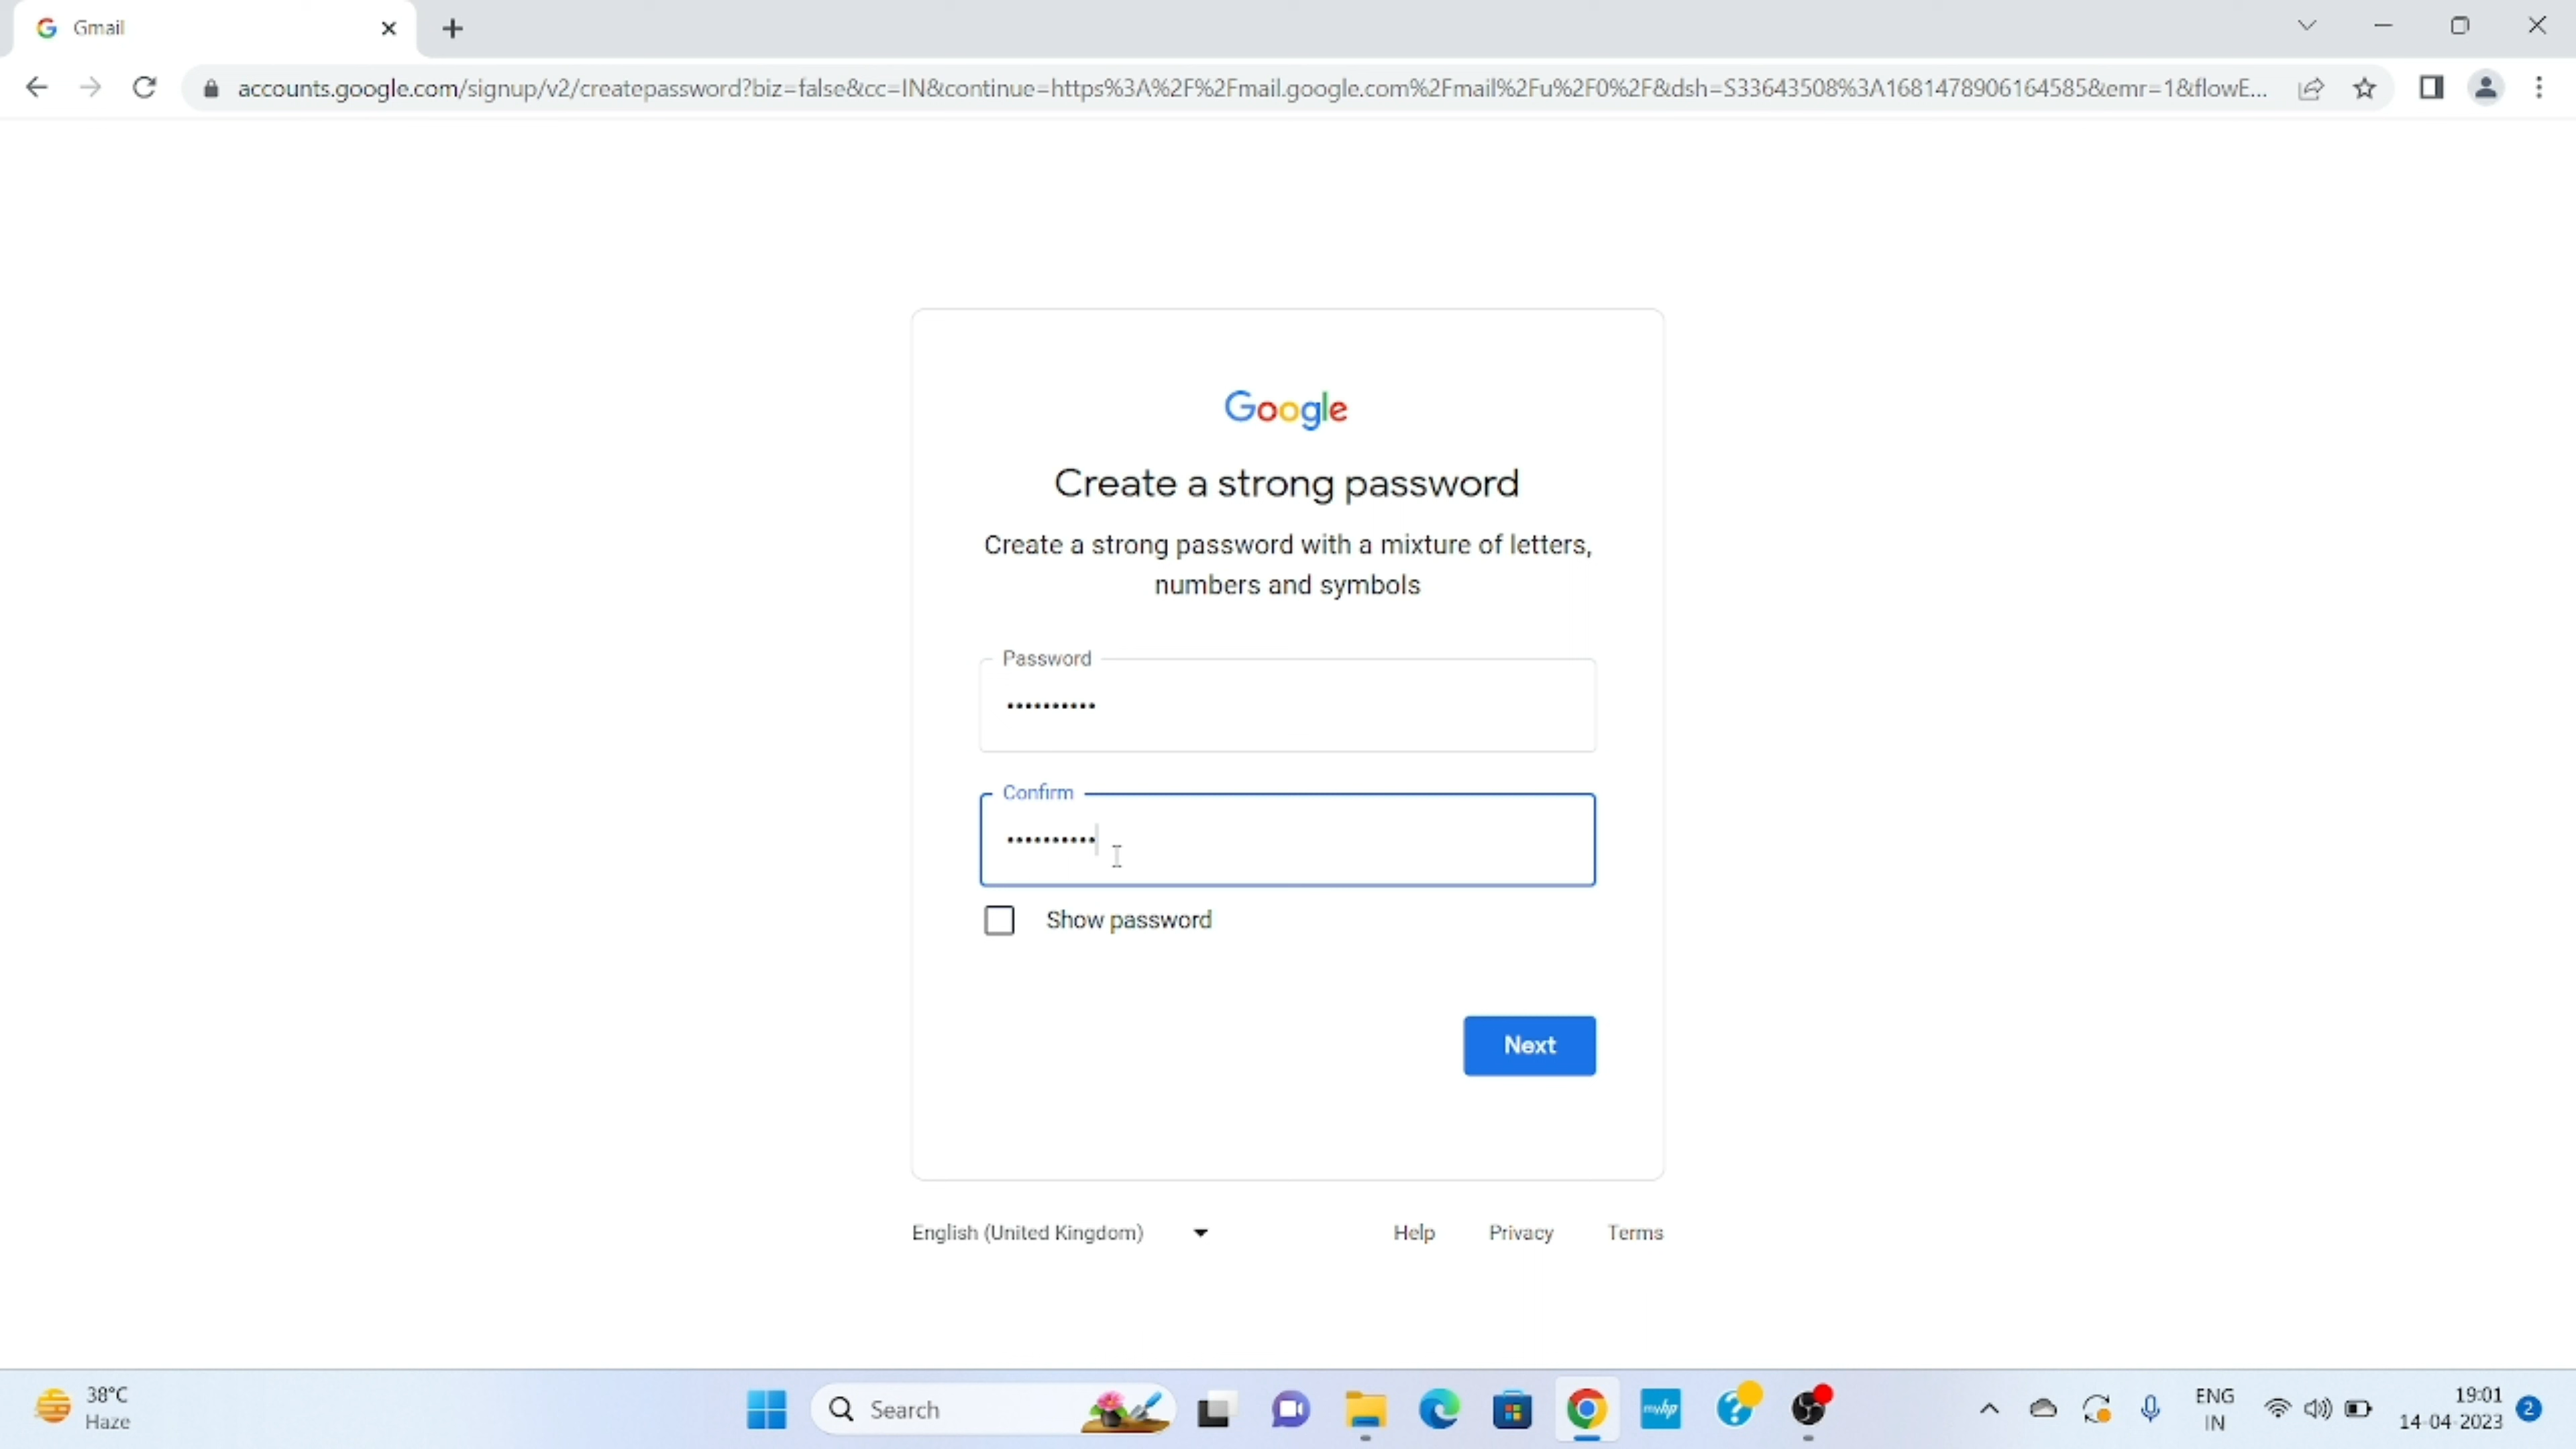 Gmail
accounts.google.com/signup/v2/createpassword?biz=false&cc=IN&continue=https%3A%2F%2Fmail.google.com%2Fmail%2Fu%2F0%2F&dsh=S33643508%3A1681478906164585&emr=1&flowE...
Google
Create a strong password
Create a strong password with a mixture of letters,
numbers and symbols
Password
••••••••••
Confirm
••••••••••
Show password
Next
English (United Kingdom)
Help Privacy Terms
38°C
Haze
Search
myhp
ENG
IN
19:01
14-04-2023
2